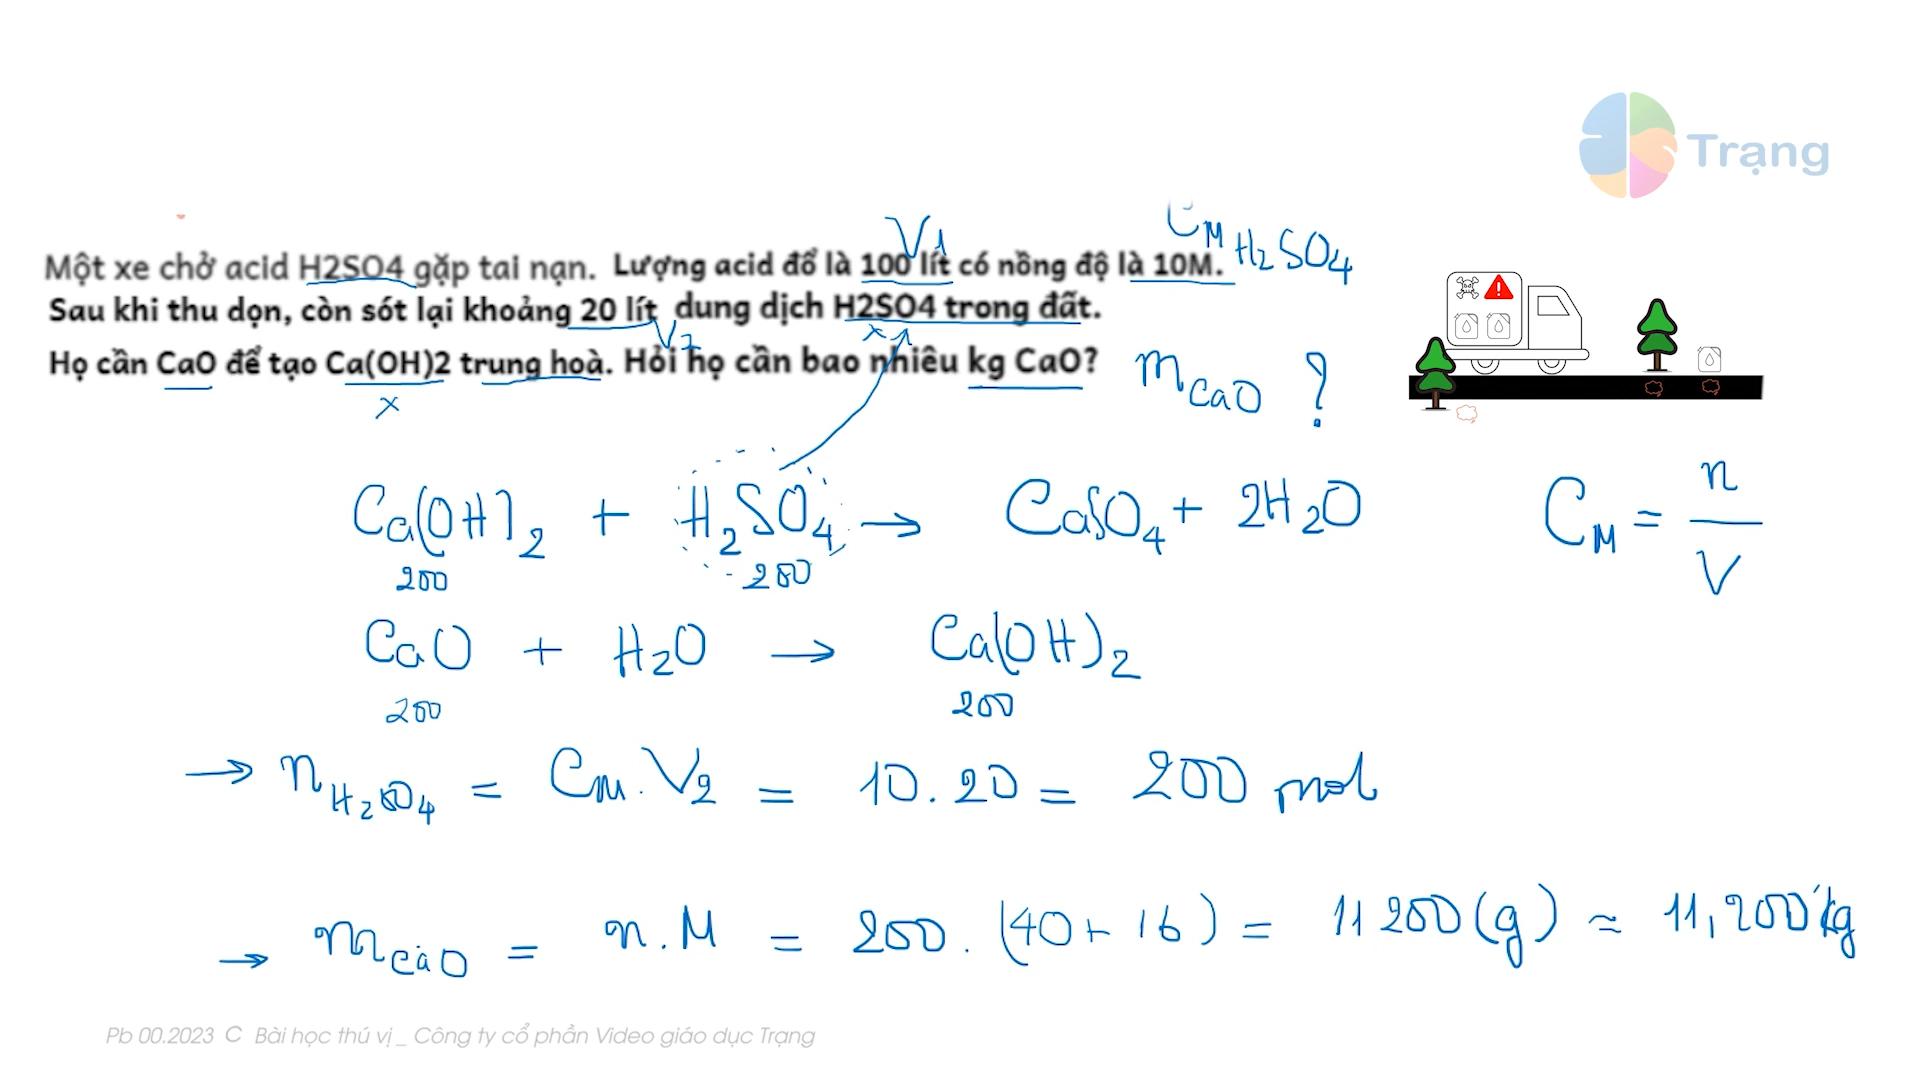 Trạng
V1
CM H2SO4
Một xe chở acid H2SO4 gặp tai nạn. Lượng acid đổ là 100 lít có nồng độ là 10M.
Sau khi thu dọn, còn sót lại khoảng 20 lít dung dịch H2SO4 trong đất.
V2
Họ cần CaO để tạo Ca(OH)2 trung hoà. Hỏi họ cần bao nhiêu kg CaO?
x
mCaO ?
Ca(OH)2 + H2SO4 → CaSO4 + 2H2O
200 200
CM = n/V
CaO + H2O → Ca(OH)2
200 200
→ nH2SO4 = CM.V2 = 10.20 = 200 mol
→ mCaO = n.M = 200.(40+16) = 11200(g) ≈ 11,200 kg
Pb 00.2023 C Bài học thú vị_ Công ty cổ phần Video giáo dục Trạng